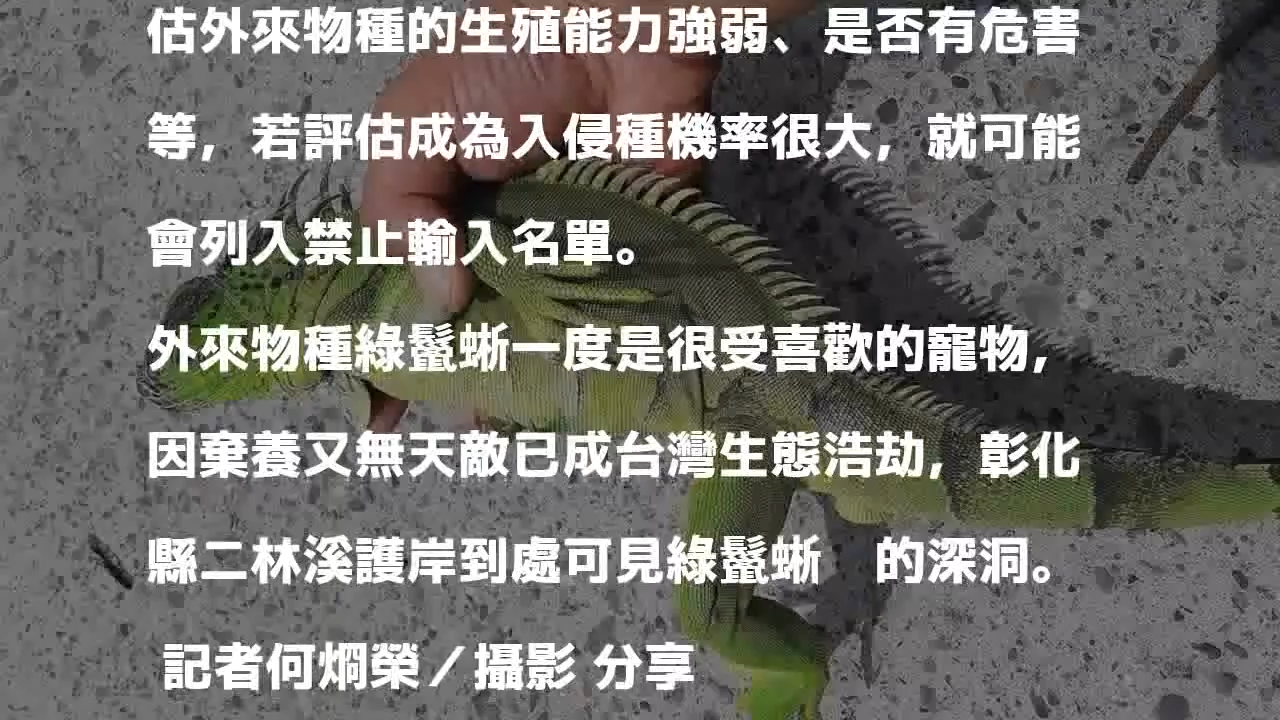 估外來物種的生殖能力強弱、是否有危害
等，若評估成為入侵種機率很大，就可能
會列入禁止輸入名單。
外來物種綠鬣蜥一度是很受喜歡的寵物，
因棄養又無天敵已成台灣生態浩劫，彰化
縣二林溪護岸到處可見綠鬣蜥　的深洞。
記者何烱榮／攝影 分享